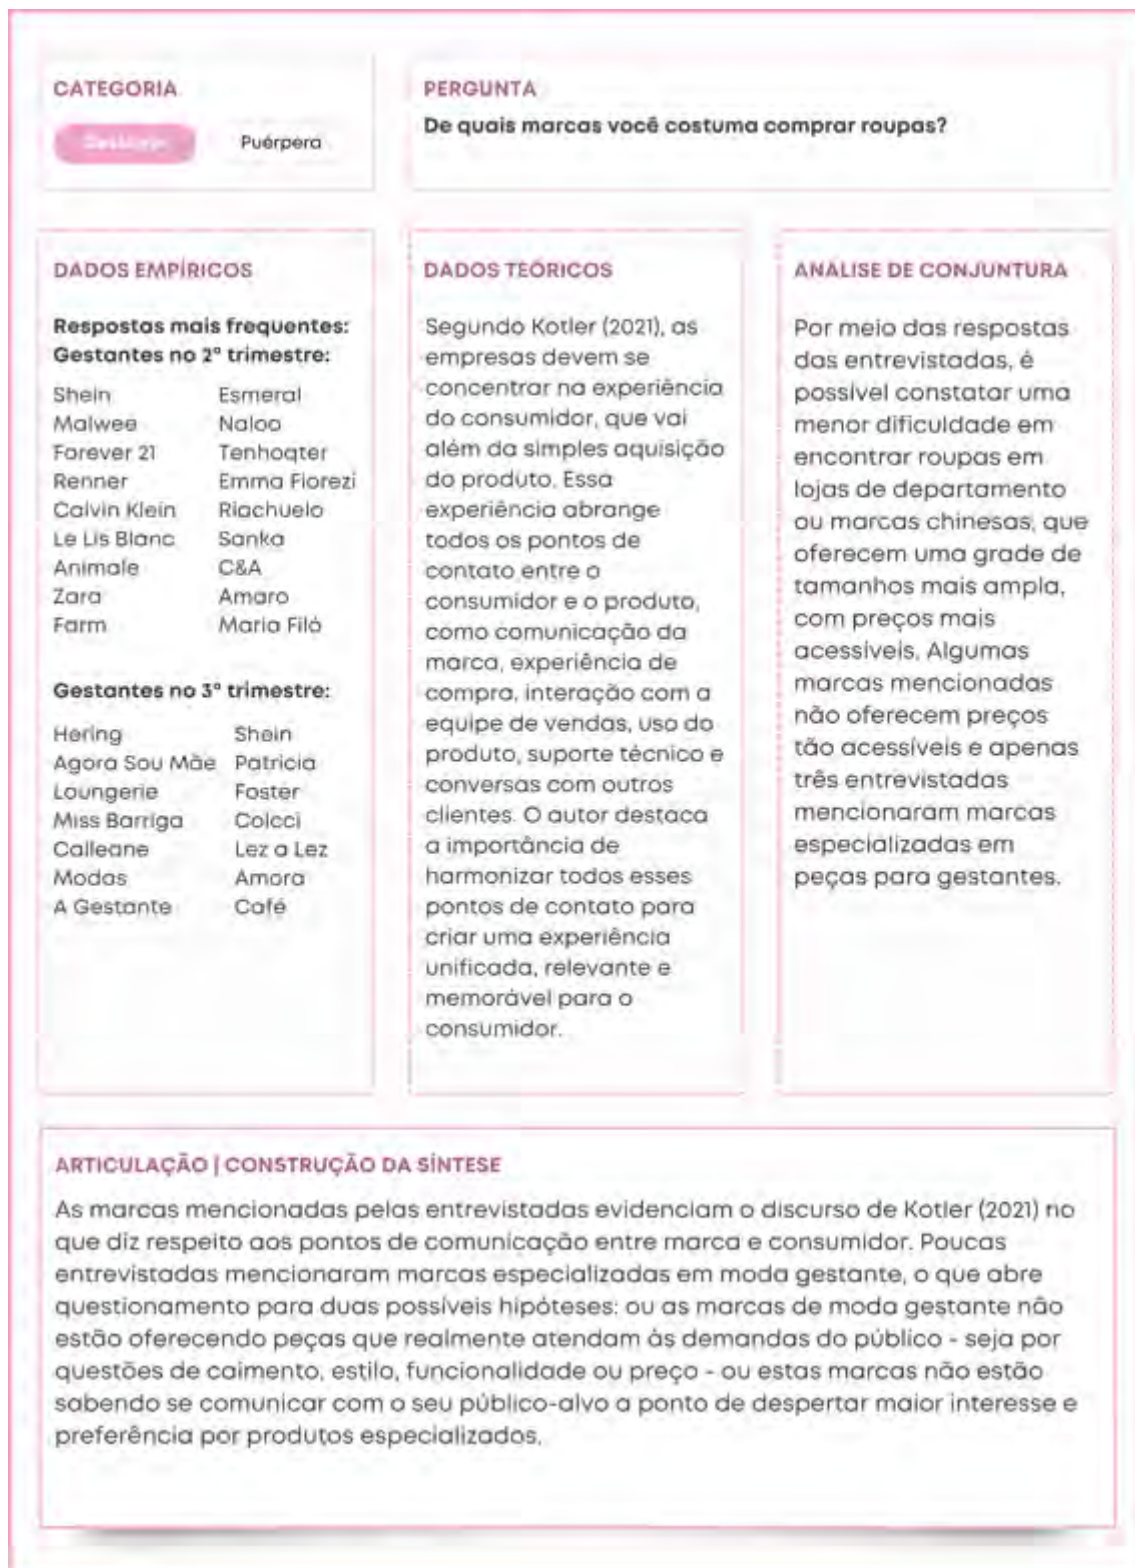 CATEGORIA
Puérpera
PERGUNTA
De quais marcas você costuma comprar roupas?
DADOS EMPÍRICOS
Respostas mais frequentes:
Gestantes no 2º trimestre:
Shein
Malwee
Forever 21
Renner
Calvin Klein
Le Lis Blanc
Animale
Zara
Farm
Esmeral
Naloo
Tenhoqter
Emma Fiorezi
Riachuelo
Sanka
C&A
Amaro
Maria Filó
Gestantes no 3º trimestre:
Hering
Agora Sou Mãe
Loungerie
Miss Barriga
Calleane
Modas
A Gestante
Shein
Patricia
Foster
Colcci
Lez a Lez
Amora
Café
DADOS TEÓRICOS
Segundo Kotler (2021), as
empresas devem se
concentrar na experiência
do consumidor, que vai
além da simples aquisição
do produto. Essa
experiência abrange
todos os pontos de
contato entre o
consumidor e o produto,
como comunicação da
marca, experiência de
compra, interação com a
equipe de vendas, uso do
produto, suporte técnico e
conversas com outros
clientes. O autor destaca
a importância de
harmonizar todos esses
pontos de contato para
criar uma experiência
unificada, relevante e
memorável para o
consumidor.
ANÁLISE DE CONJUNTURA
Por meio das respostas
das entrevistadas, é
possível constatar uma
menor dificuldade em
encontrar roupas em
lojas de departamento
ou marcas chinesas, que
oferecem uma grade de
tamanhos mais ampla,
com preços mais
acessíveis. Algumas
marcas mencionadas
não oferecem preços
tão acessíveis e apenas
três entrevistadas
mencionaram marcas
especializadas em
peças para gestantes.
ARTICULAÇÃO | CONSTRUÇÃO DA SÍNTESE
As marcas mencionadas pelas entrevistadas evidenciam o discurso de Kotler (2021) no
que diz respeito aos pontos de comunicação entre marca e consumidor. Poucas
entrevistadas mencionaram marcas especializadas em moda gestante, o que abre
questionamento para duas possíveis hipóteses: ou as marcas de moda gestante não
estão oferecendo peças que realmente atendam às demandas do público - seja por
questões de caimento, estilo, funcionalidade ou preço - ou estas marcas não estão
sabendo se comunicar com o seu público-alvo a ponto de despertar maior interesse e
preferência por produtos especializados.